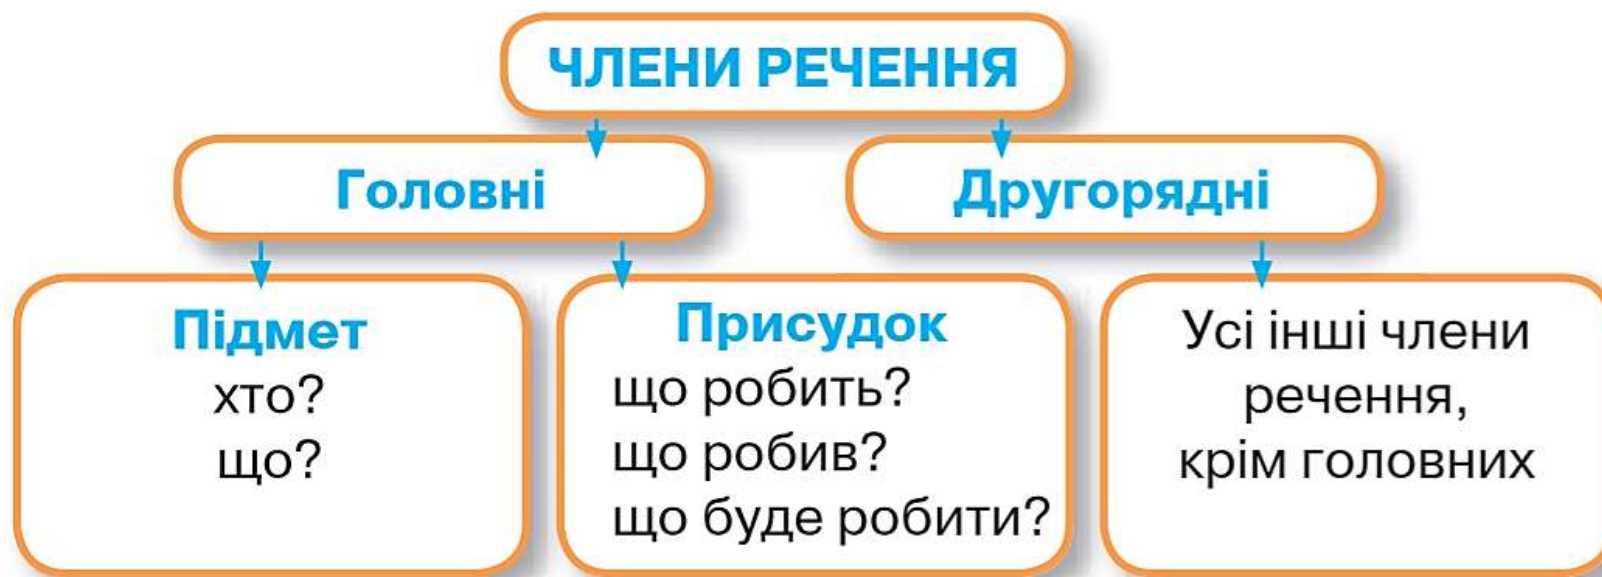 ЧЛЕНИ РЕЧЕННЯ
Головні
Другорядні
Підмет
хто?
що?
Присудок
що робить?
що робив?
що буде робити?
Усі інші члени
речення,
крім головних